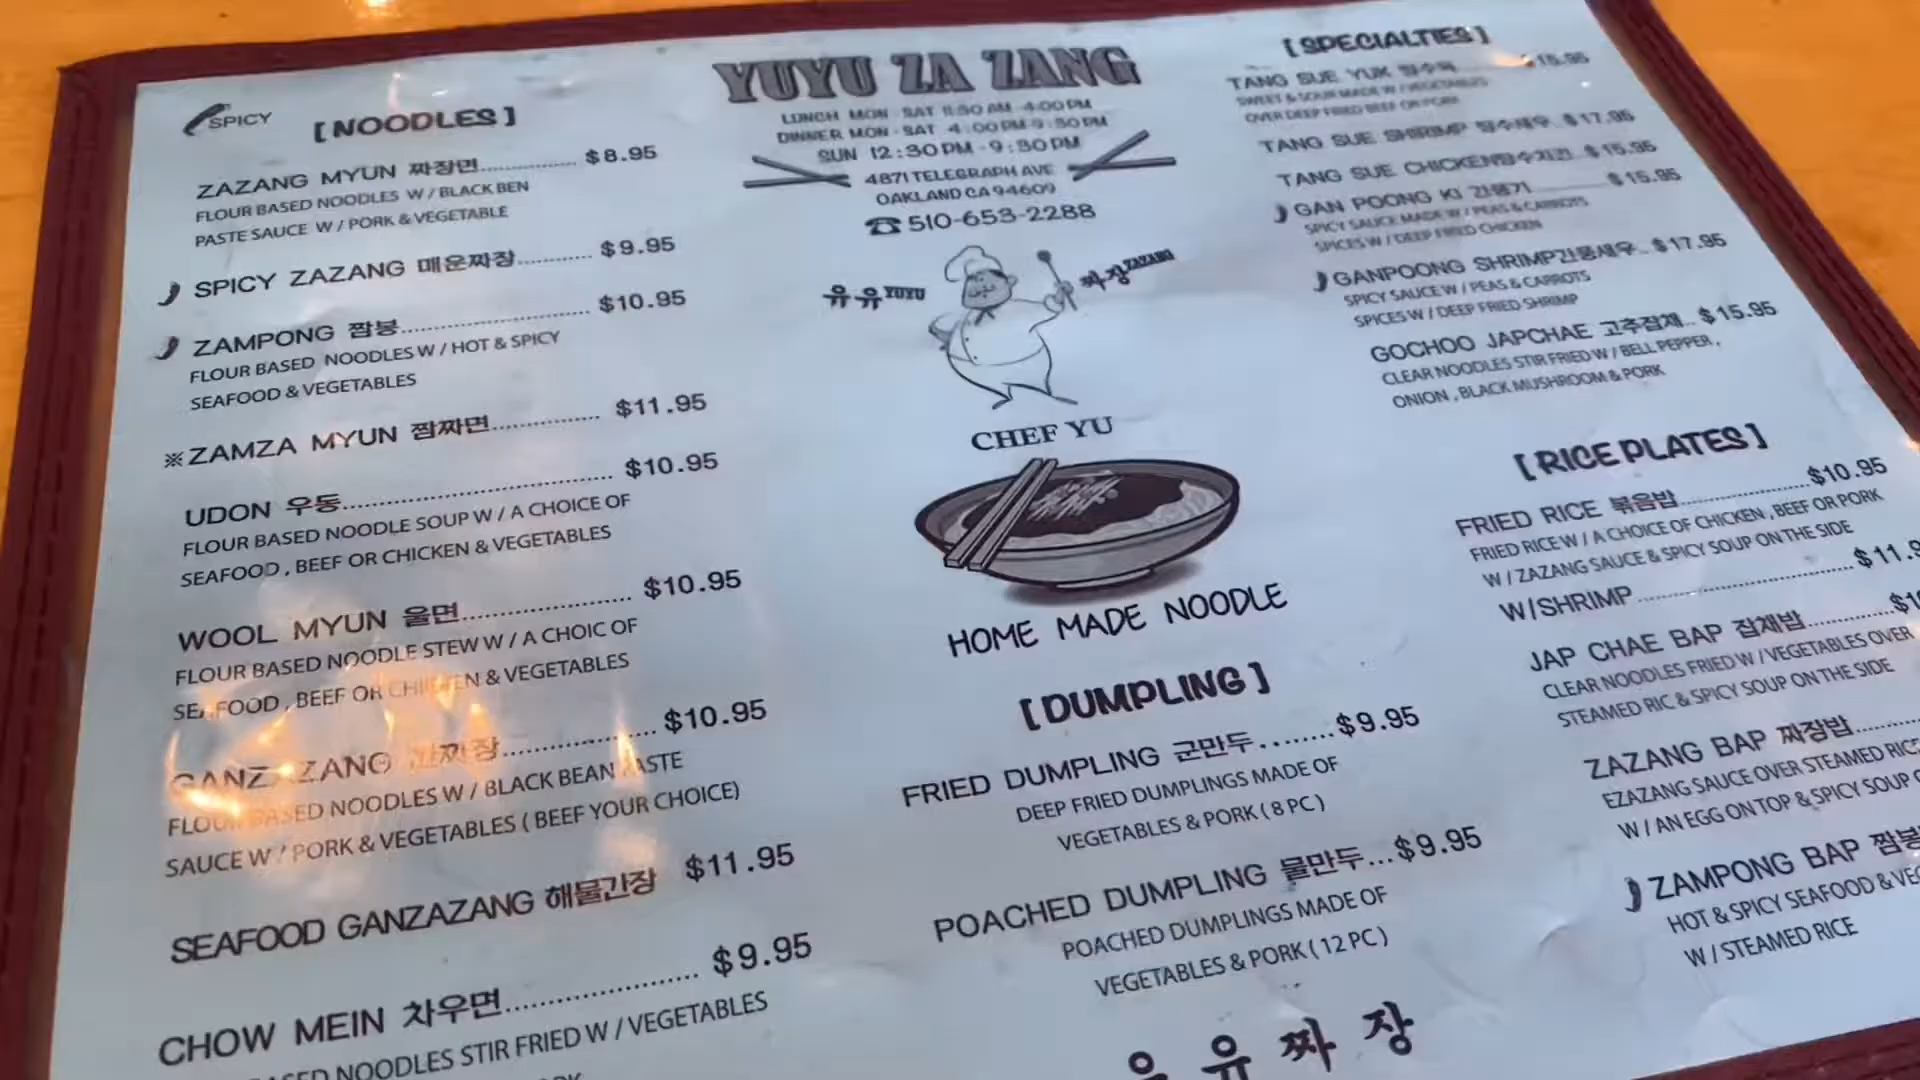 SPICY
[NOODLES]
ZAZANG MYUN 짜장면 $8.95
FLOUR BASED NOODLES W/BLACK BEN
PASTE SAUCE W/PORK & VEGETABLE
SPICY ZAZANG 매운짜장 $9.95
ZAMPONG 짬뽕 $10.95
FLOUR BASED NOODLES W/HOT & SPICY
SEAFOOD & VEGETABLES
※ZAMZA MYUN 짬짜면 $11.95
UDON 우동 $10.95
FLOUR BASED NOODLE SOUP W/A CHOICE OF
SEAFOOD, BEEF OR CHICKEN & VEGETABLES
WOOL MYUN 울면 $10.95
FLOUR BASED NOODLE STEW W/A CHOIC OF
SEAFOOD, BEEF OR CHICKEN & VEGETABLES
GANZAZANG 간짜장 $10.95
FLOUR BASED NOODLES W/BLACK BEAN PASTE
SAUCE W/PORK & VEGETABLES (BEEF YOUR CHOICE)
SEAFOOD GANZAZANG 해물간장 $11.95
CHOW MEIN 차우면 $9.95
NOODLES STIR FRIED W/VEGETABLES
YUYU ZA ZANG
LUNCH MON-SAT 11:30 AM-4:00 PM
DINNER MON-SAT 4:00 PM-9:30 PM
SUN 12:30 PM-9:30 PM
4871 TELEGRAPH AVE
OAKLAND CA 94609
☎510-653-2288
유유YUYU
짜장ZAZANG
CHEF YU
HOME MADE NOODLE
[DUMPLING]
FRIED DUMPLING 군만두........$9.95
DEEP FRIED DUMPLINGS MADE OF
VEGETABLES & PORK (8 PC)
POACHED DUMPLING 물만두...$9.95
POACHED DUMPLINGS MADE OF
VEGETABLES & PORK (12 PC)
유유짜장
[SPECIALTIES]
TANG SUE YUK 탕수육 $15.95
SWEET & SOUR MADE W/VEGETABLES
OVER DEEP FRIED BEEF OR PORK
TANG SUE SHRIMP 탕수새우..$17.95
TANG SUE CHICKEN탕수치킨..$15.95
GAN POONG KI 간풍기 $15.95
SPICY SAUCE MADE W/PEAS & CARROTS
SPICES W/DEEP FRIED CHICKEN
GANPOONG SHRIMP간풍새우..$17.95
SPICY SAUCE W/PEAS & CARROTS
SPICES W/DEEP FRIED SHRIMP
GOCHOO JAPCHAE 고추잡채..$15.95
CLEAR NOODLES STIR FRIED W/BELL PEPPER,
ONION, BLACK MUSHROOM & PORK
[RICE PLATES]
FRIED RICE 볶음밥 $10.95
FRIED RICE W/A CHOICE OF CHICKEN, BEEF OR PORK
W/ZAZANG SAUCE & SPICY SOUP ON THE SIDE
W/SHRIMP
JAP CHAE BAP 잡채밥
CLEAR NOODLES FRIED W/VEGETABLES OVER
STEAMED RIC & SPICY SOUP ON THE SIDE
ZAZANG BAP 짜장밥
EZAZANG SAUCE OVER STEAMED RICE
W/AN EGG ON TOP & SPICY SOUP
ZAMPONG BAP
HOT & SPICY SEAFOOD &
W/STEAMED RICE